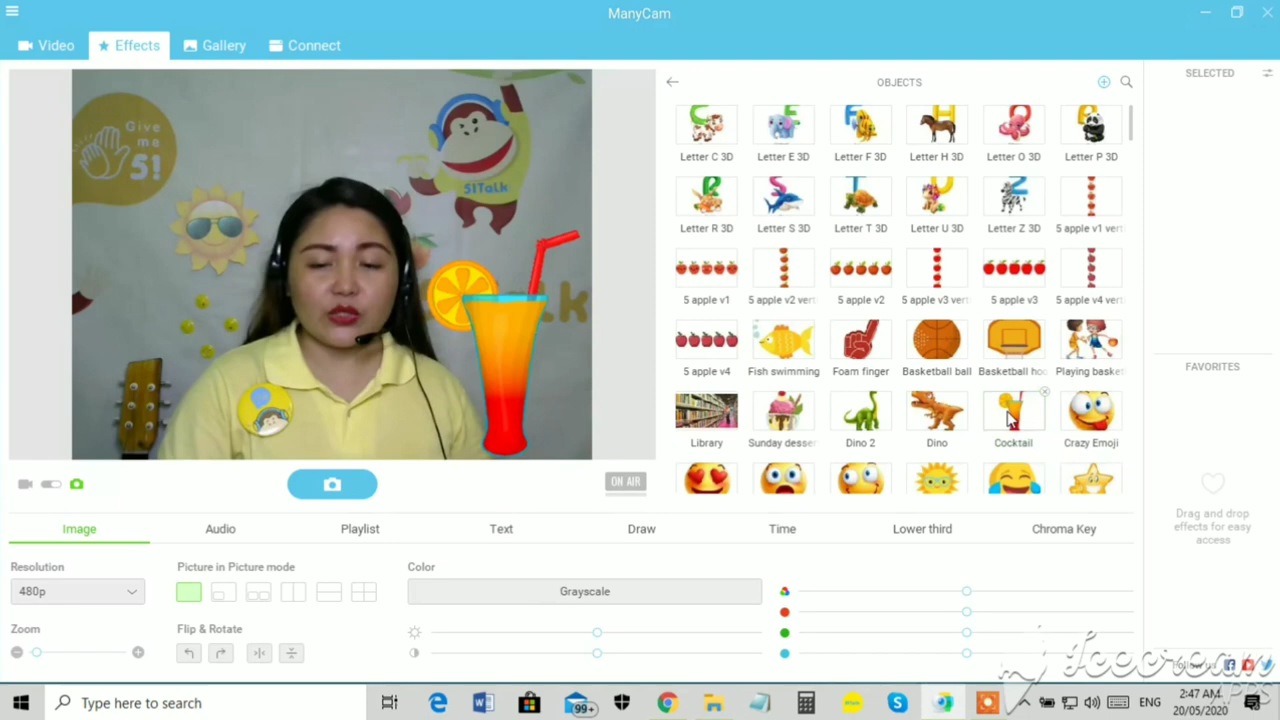 ManyCam
Video
Effects
Gallery
Connect
OBJECTS
SELECTED
Give
me
5!
51Talk
Letter C 3D
Letter E 3D
Letter F 3D
Letter H 3D
Letter O 3D
Letter P 3D
Letter R 3D
Letter S 3D
Letter T 3D
Letter U 3D
Letter Z 3D
5 apple v1 vert
5 apple v1
5 apple v2 vert
5 apple v2
5 apple v3 vert
5 apple v3
5 apple v4 vert
5 apple v4
Fish swimming
Foam finger
Basketball ball
Basketball hoo
Playing basket
FAVORITES
Library
Sunday desser
Dino 2
Dino
Cocktail
Crazy Emoji
ON AIR
Drag and drop
effects for easy
access
Image
Audio
Playlist
Text
Draw
Time
Lower third
Chroma Key
Resolution
Picture in Picture mode
Color
480p
Grayscale
Zoom
Flip & Rotate
Follow us
Icecream
APPS
Type here to search
99+
ENG
2:47 AM
20/05/2020